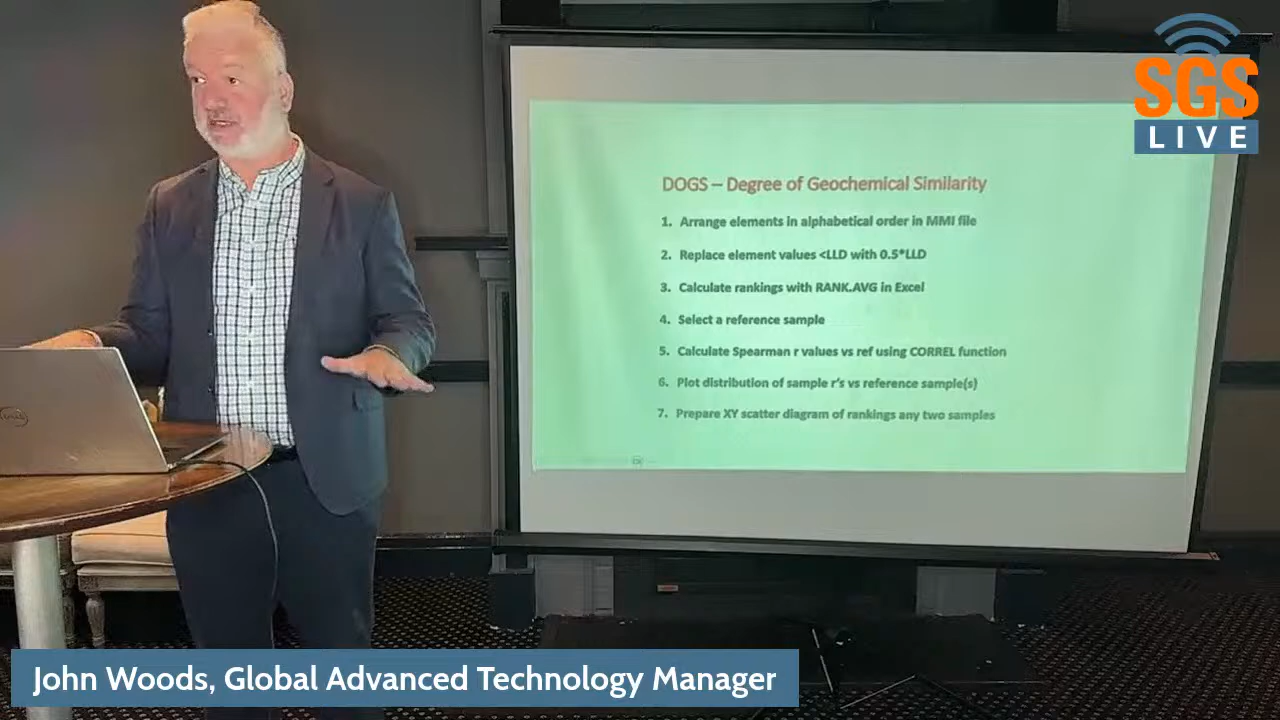 SGS
LIVE
DOGS – Degree of Geochemical Similarity
1. Arrange elements in alphabetical order in MMI file
2. Replace element values <LLD with 0.5*LLD
3. Calculate rankings with RANK.AVG in Excel
4. Select a reference sample
5. Calculate Spearman r values vs ref using CORREL function
6. Plot distribution of sample r's vs reference sample(s)
7. Prepare XY scatter diagram of rankings any two samples
DELL
John Woods, Global Advanced Technology Manager